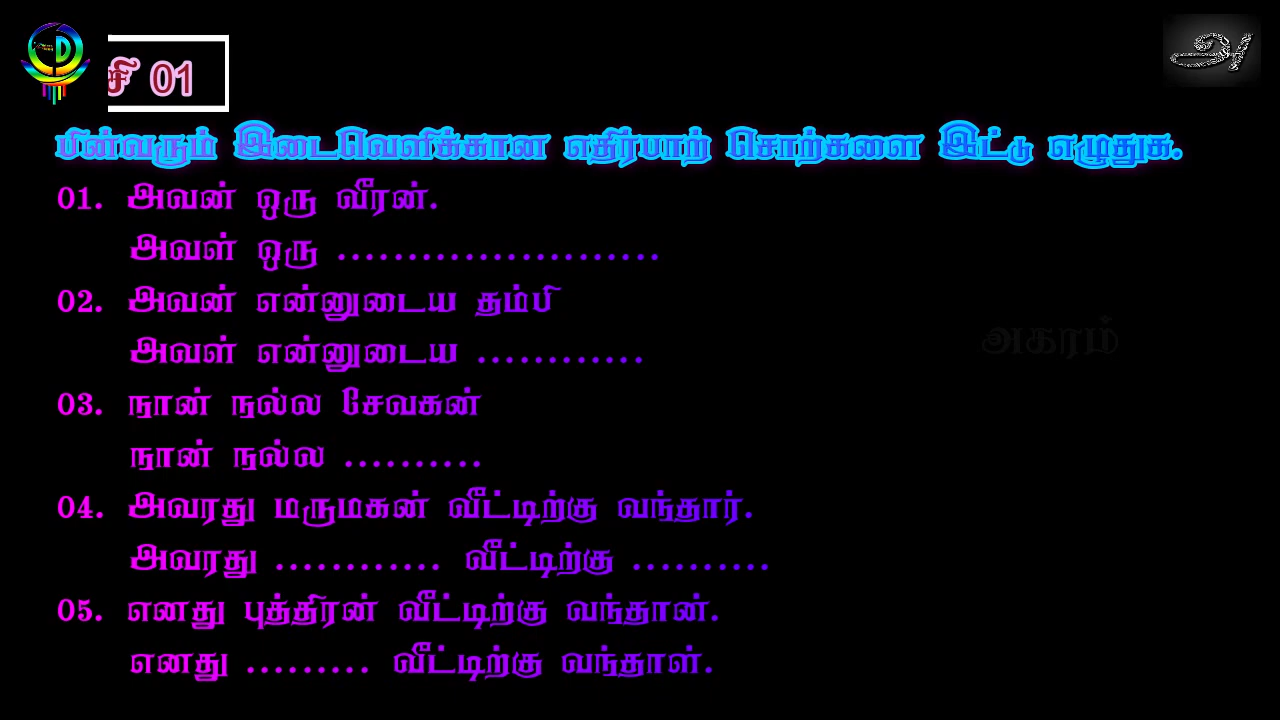 சி 01
அ
பின்வரும் இடைவெளிக்கான எதிர்பாற் சொற்களை இட்டு எழுதுக.
01. அவன் ஒரு வீரன்.
அவள் ஒரு .......................
02. அவன் என்னுடைய தம்பி
அவள் என்னுடைய ............
03. நான் நல்ல சேவகன்
நான் நல்ல ..........
அகரம்
04. அவரது மருமகன் வீட்டிற்கு வந்தார்.
அவரது ............ வீட்டிற்கு ..........
05. எனது புத்திரன் வீட்டிற்கு வந்தான்.
எனது ......... வீட்டிற்கு வந்தாள்.